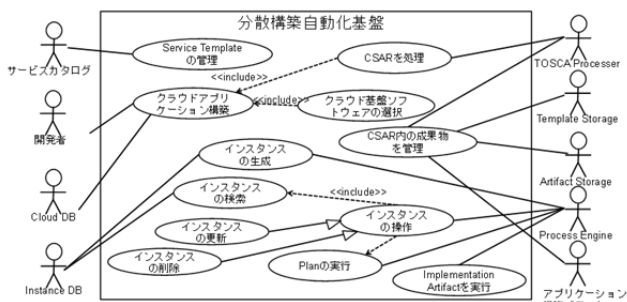 分散構築自動化基盤
Service Template
の管理
CSARを処理
サービスカタログ
TOSCA Processer
<<include>>
クラウドアプリ
ケーション構築
<<include>>
クラウド基盤ソフ
トウェアの選択
開発者
Template Storage
CSAR内の成果物
を管理
インスタンス
の生成
Artifact Storage
インスタンス
の検索
<<include>>
Cloud DB
インスタンス
の操作
Process Engine
インスタンス
の更新
インスタンス
の削除
Planの実行
Implementation
Artifactを実行
Instance DB
アプリケーション